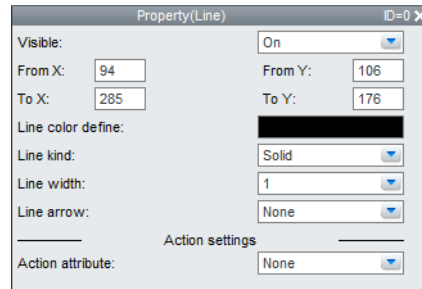 Property(Line) ID=0 X
Visible: On
From X: 94 From Y: 106
To X: 285 To Y: 176
Line color define:
Line kind: Solid
Line width: 1
Line arrow: None
Action settings
Action attribute: None